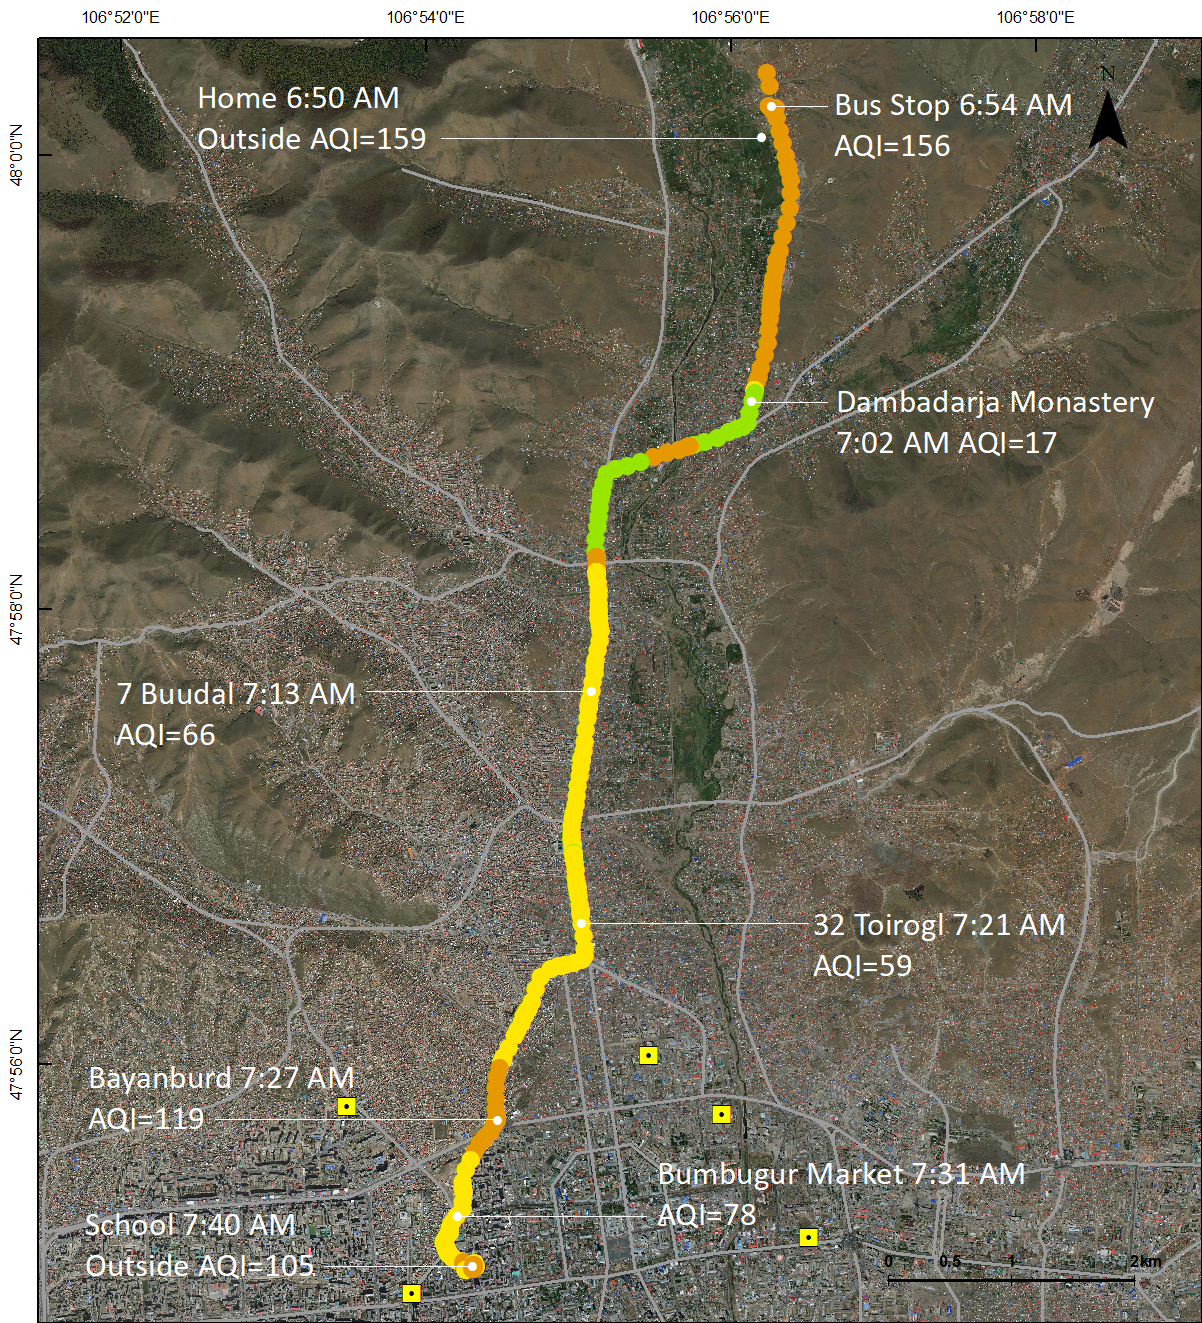 106°52'0"E
106°54'0"E
106°56'0"E
106°58'0"E
N
Home 6:50 AM
Outside AQI=159
Bus Stop 6:54 AM
AQI=156
48°0'0"N
Dambadarja Monastery
7:02 AM AQI=17
47°58'0"N
7 Buudal 7:13 AM
AQI=66
32 Toirogl 7:21 AM
AQI=59
47°56'0"N
Bayanburd 7:27 AM
AQI=119
Bumbugur Market 7:31 AM
AQI=78
School 7:40 AM
Outside AQI=105
0 0.5 1 2km